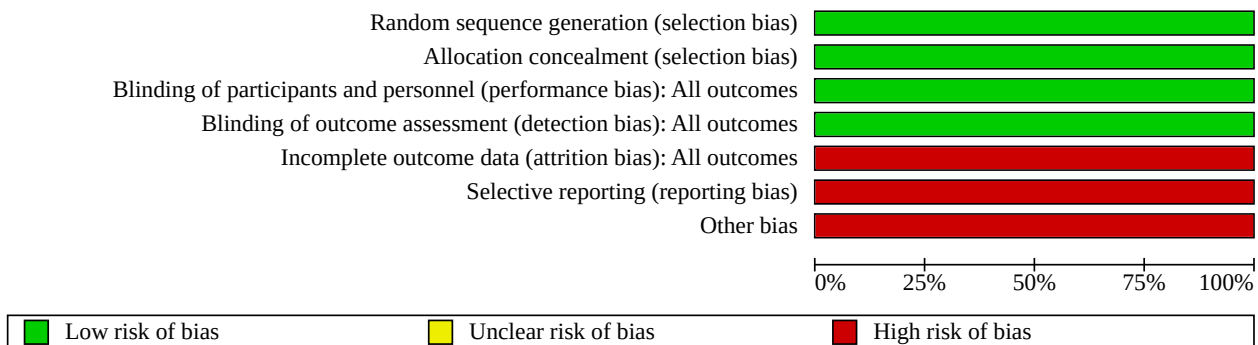 Random sequence generation (selection bias)
Allocation concealment (selection bias)
Blinding of participants and personnel (performance bias): All outcomes
Blinding of outcome assessment (detection bias): All outcomes
Incomplete outcome data (attrition bias): All outcomes
Selective reporting (reporting bias)
Other bias
0% 25% 50% 75% 100%
Low risk of bias Unclear risk of bias High risk of bias